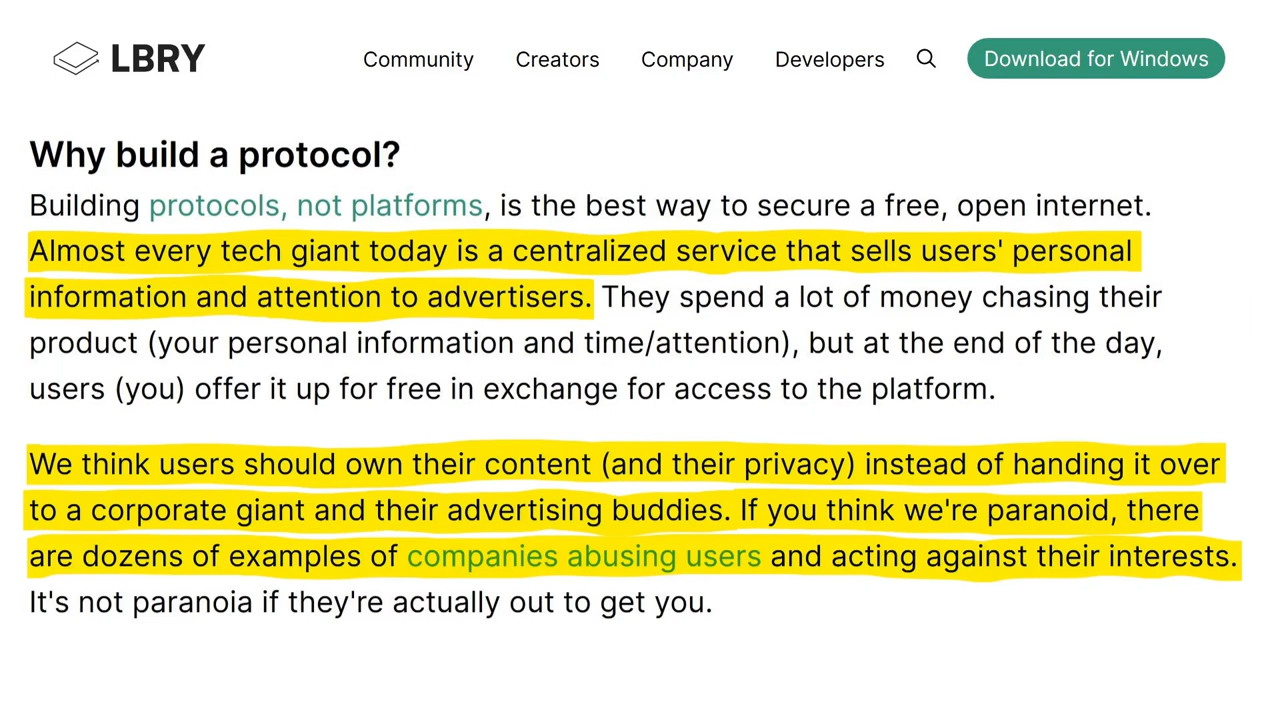 LBRY
Community Creators Company Developers Download for Windows
Why build a protocol?
Building protocols, not platforms, is the best way to secure a free, open internet.
Almost every tech giant today is a centralized service that sells users' personal
information and attention to advertisers. They spend a lot of money chasing their
product (your personal information and time/attention), but at the end of the day,
users (you) offer it up for free in exchange for access to the platform.
We think users should own their content (and their privacy) instead of handing it over
to a corporate giant and their advertising buddies. If you think we're paranoid, there
are dozens of examples of companies abusing users and acting against their interests.
It's not paranoia if they're actually out to get you.